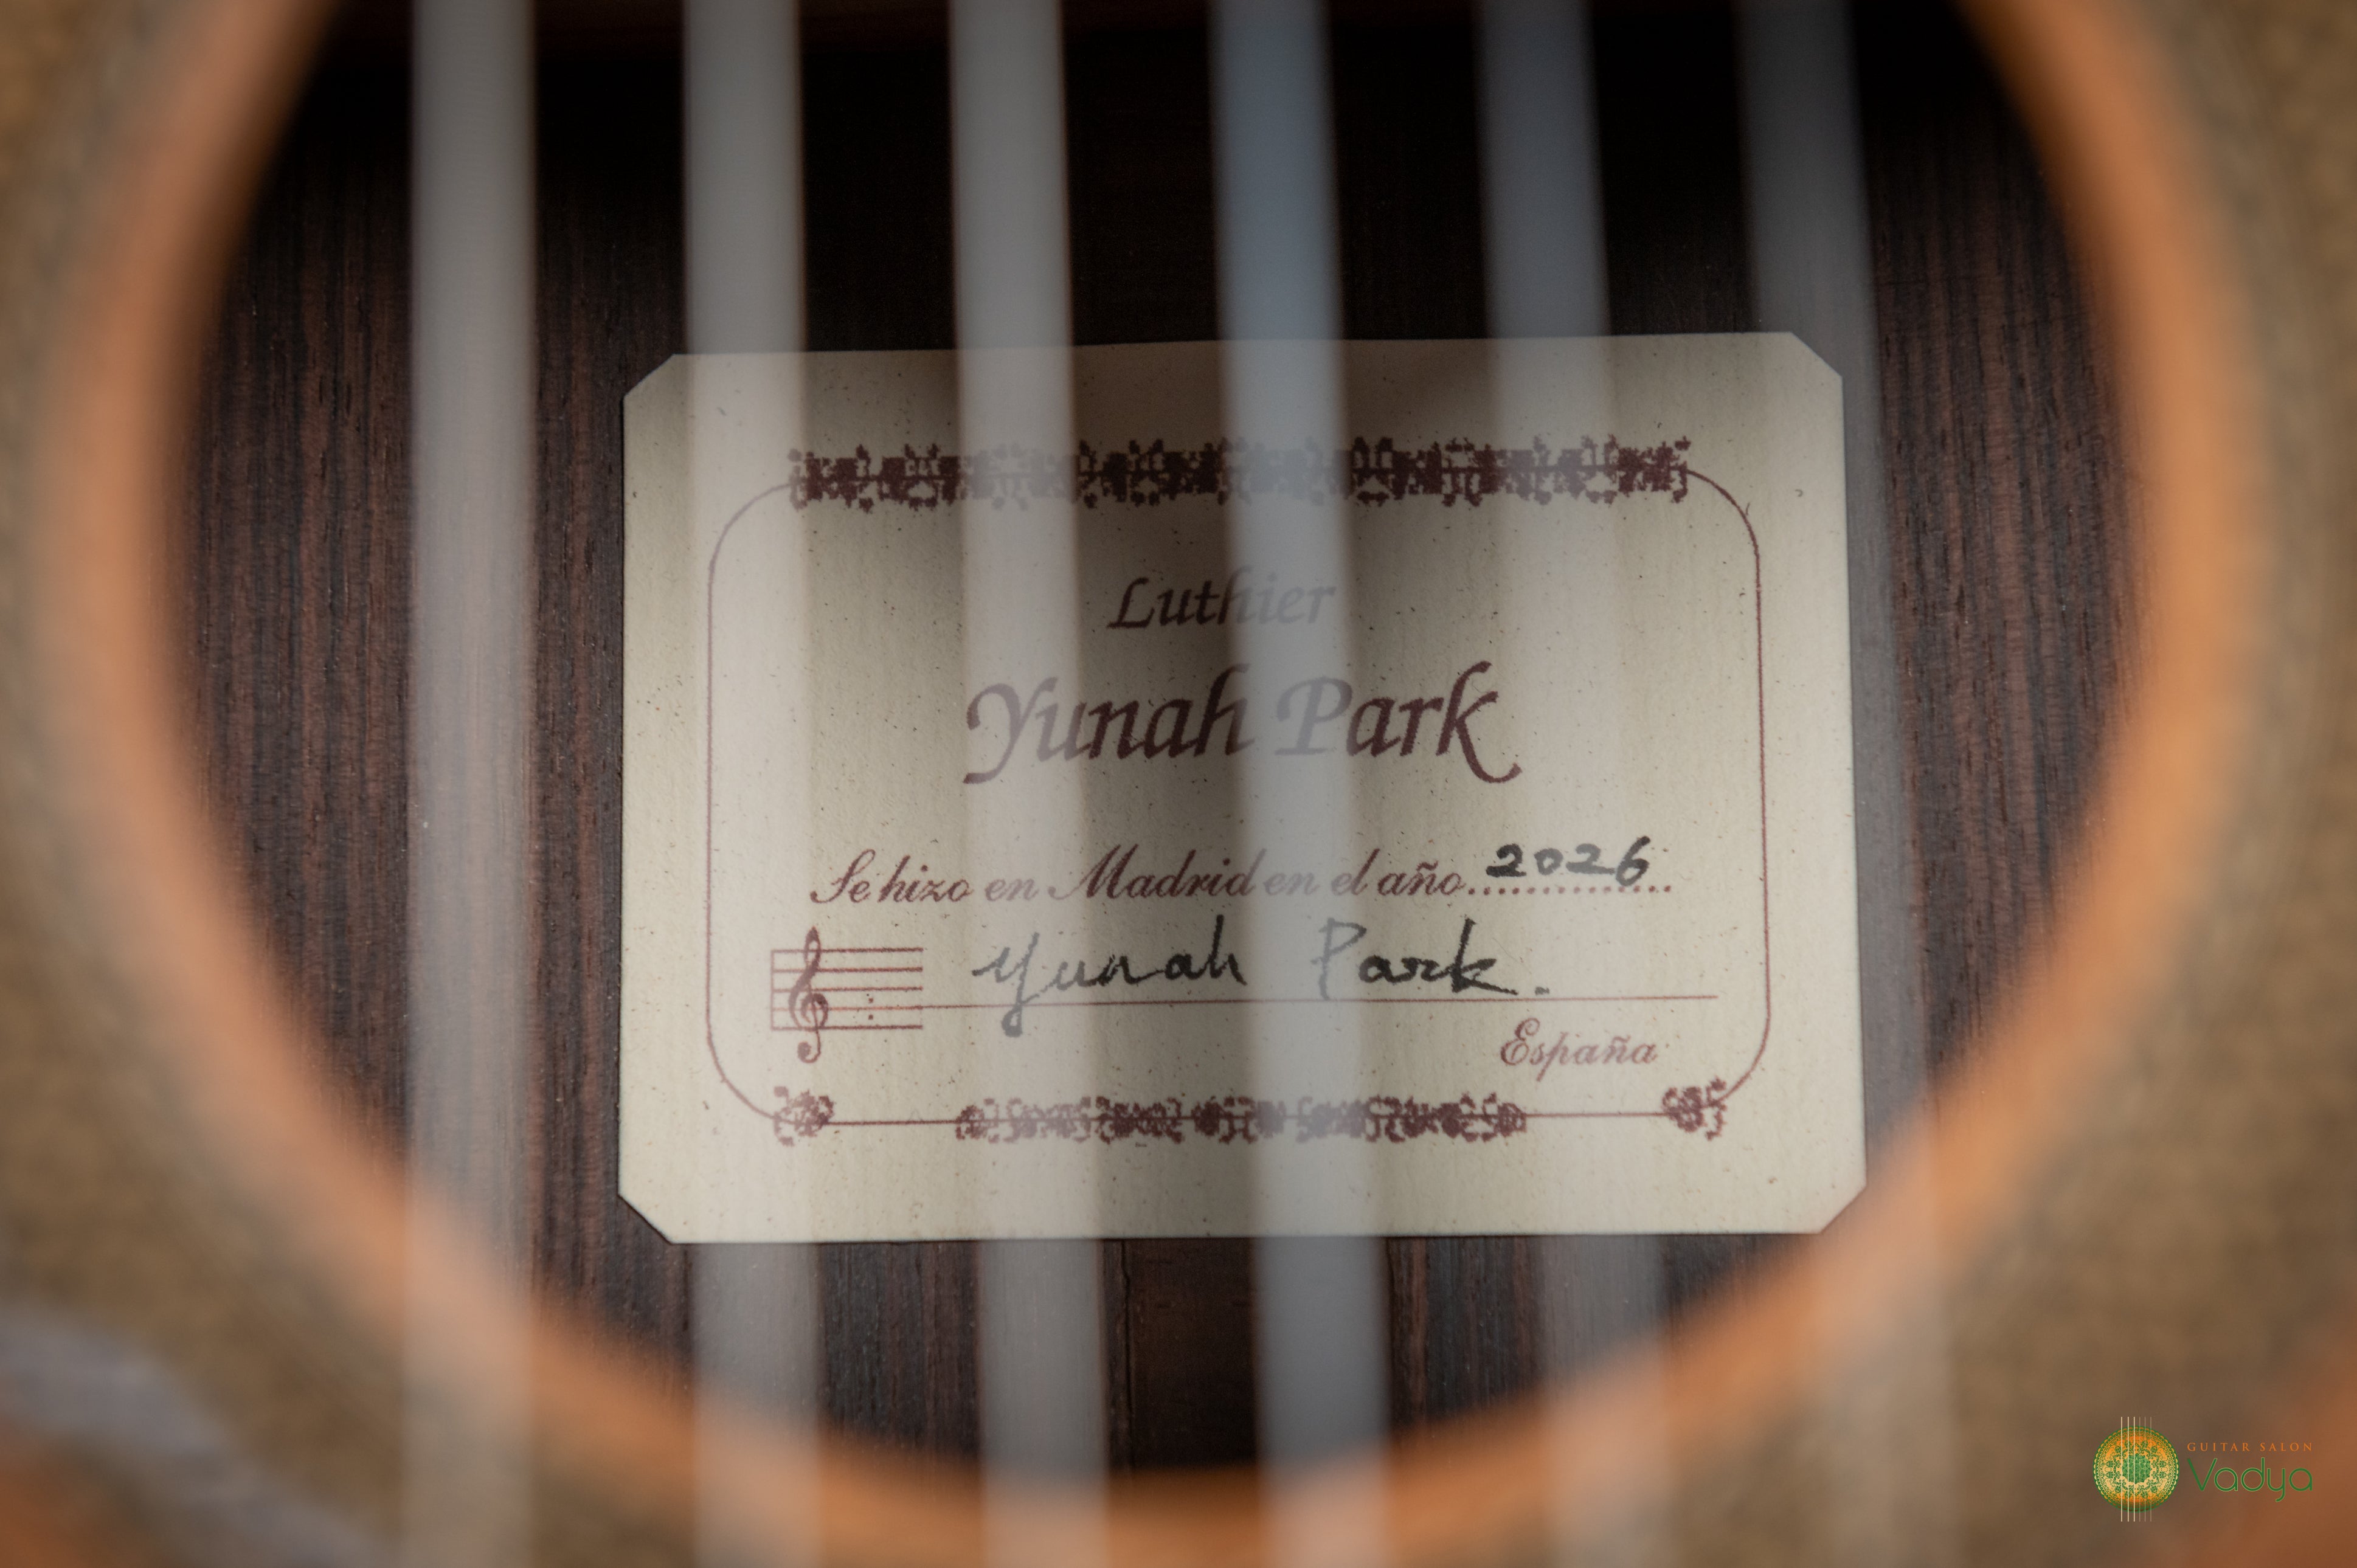 Luthier
Yunah Park
Se hizo en Madrid en el año.............. 2026
Yunah Park.
España
GUITAR SALON
Vadya